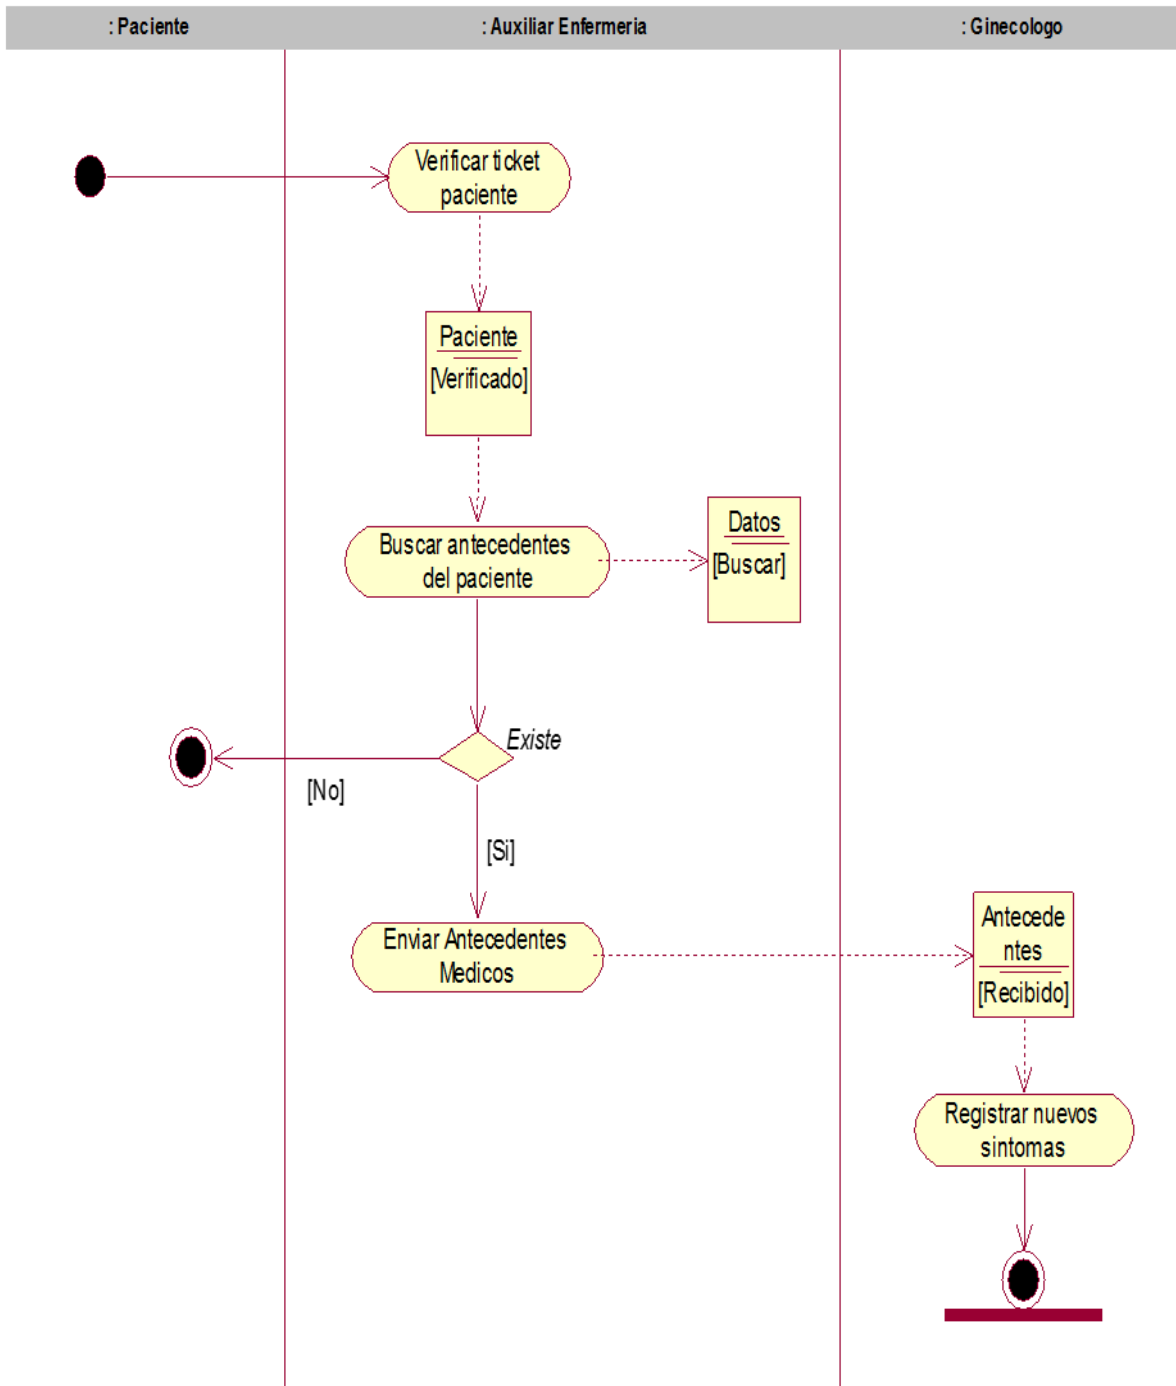 : Paciente
: Auxiliar Enfermeria
: Ginecologo
Verificar ticket
paciente
Paciente
[Verificado]
Buscar antecedentes
del paciente
Datos
[Buscar]
Existe
[No]
[Si]
Enviar Antecedentes
Medicos
Antecede
ntes
[Recibido]
Registrar nuevos
sintomas